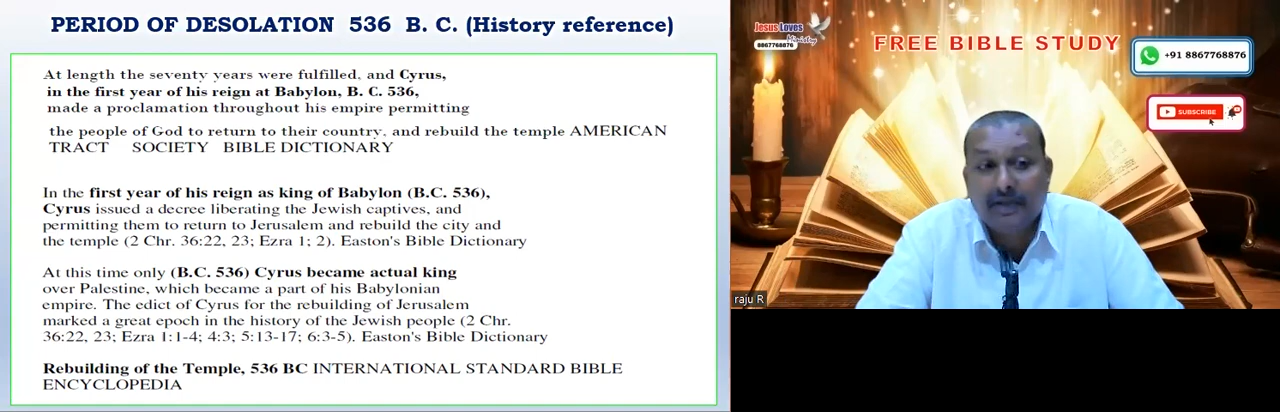 PERIOD OF DESOLATION 536 B. C. (History reference)
At length the seventy years were fulfilled, and Cyrus,
in the first year of his reign at Babylon, B. C. 536,
made a proclamation throughout his empire permitting
the people of God to return to their country, and rebuild the temple AMERICAN
TRACT SOCIETY BIBLE DICTIONARY
In the first year of his reign as king of Babylon (B.C. 536),
Cyrus issued a decree liberating the Jewish captives, and
permitting them to return to Jerusalem and rebuild the city and
the temple (2 Chr. 36:22, 23; Ezra 1; 2). Easton's Bible Dictionary
At this time only (B.C. 536) Cyrus became actual king
over Palestine, which became a part of his Babylonian
empire. The edict of Cyrus for the rebuilding of Jerusalem
marked a great epoch in the history of the Jewish people (2 Chr.
36:22, 23; Ezra 1:1-4; 4:3; 5:13-17; 6:3-5). Easton's Bible Dictionary
Rebuilding of the Temple, 536 BC INTERNATIONAL STANDARD BIBLE
ENCYCLOPEDIA
Jesus Loves
Ministry
8867768876
FREE BIBLE STUDY
+91 8867768876
SUBSCRIBE
raju R